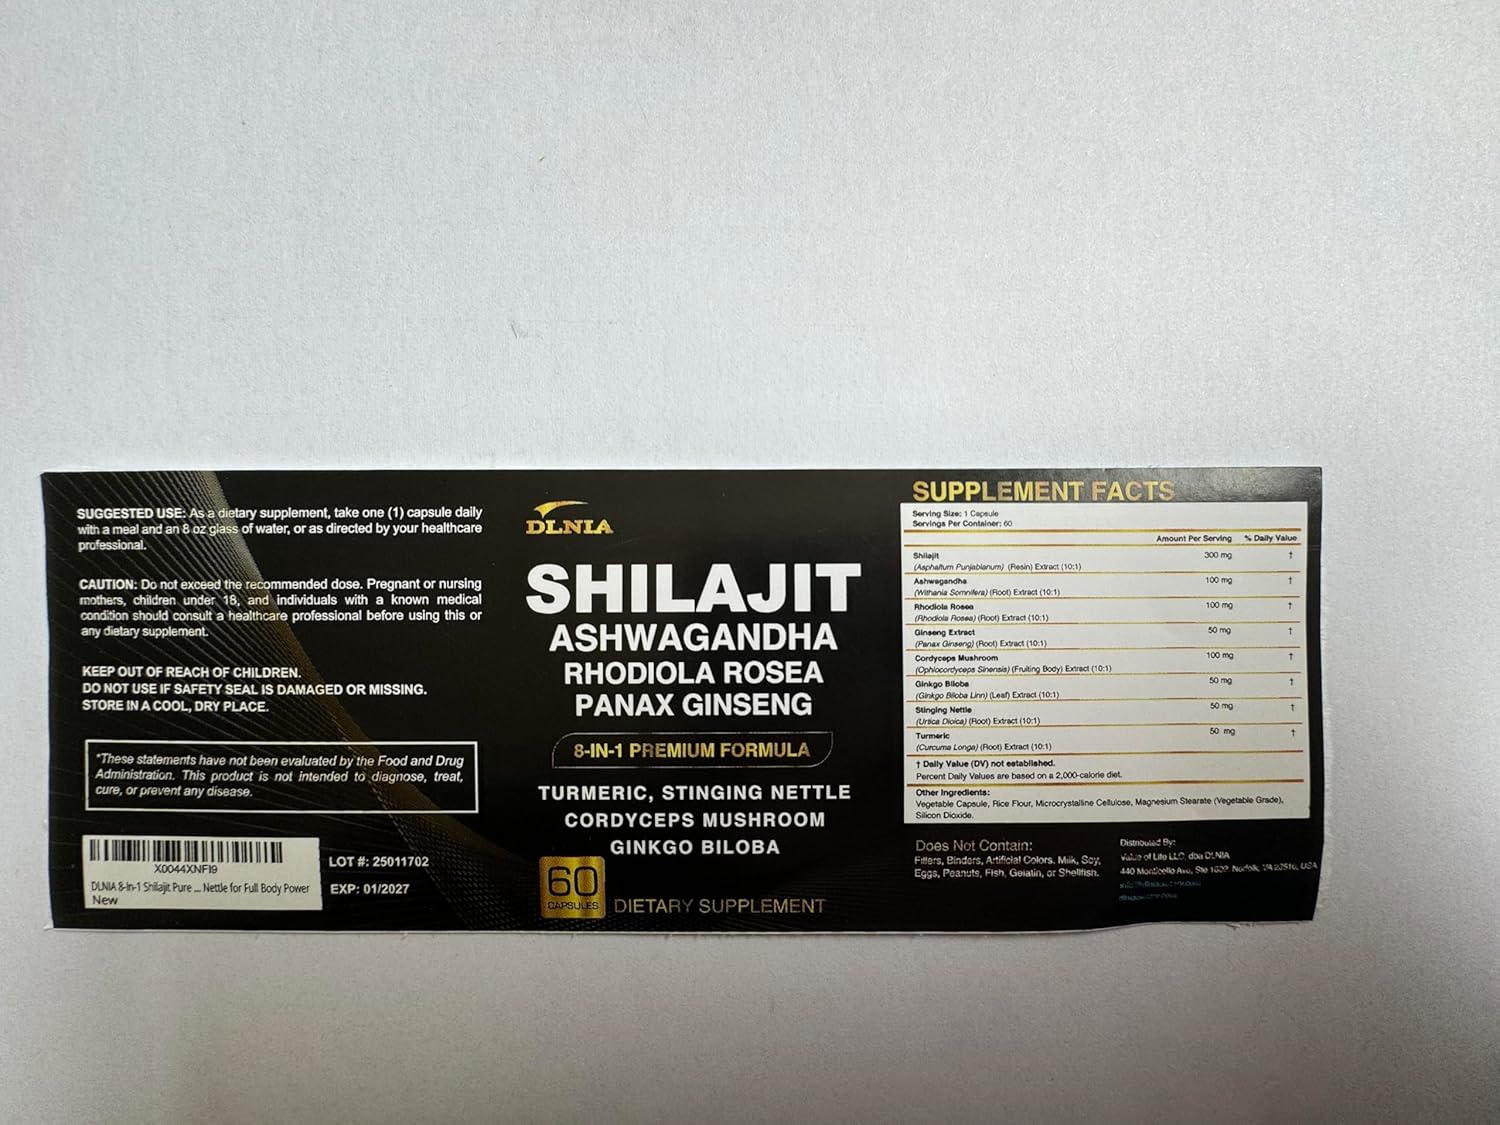 SUGGESTED USE: As a dietary supplement, take one (1) capsule daily
with a meal and an 8 oz glass of water, or as directed by your healthcare
professional.
CAUTION: Do not exceed the recommended dose. Pregnant or nursing
mothers, children under 18, and individuals with a known medical
condition should consult a healthcare professional before using this or
any dietary supplement.
KEEP OUT OF REACH OF CHILDREN.
DO NOT USE IF SAFETY SEAL IS DAMAGED OR MISSING.
STORE IN A COOL, DRY PLACE.
*These statements have not been evaluated by the Food and Drug
Administration. This product is not intended to diagnose, treat,
cure, or prevent any disease.
X0044XNFI9
DLNIA 8-In-1 Shilajit Pure ... Nettle for Full Body Power
New
LOT #: 25011702
EXP: 01/2027
DLNIA
SHILAJIT
ASHWAGANDHA
RHODIOLA ROSEA
PANAX GINSENG
8-IN-1 PREMIUM FORMULA
TURMERIC, STINGING NETTLE
CORDYCEPS MUSHROOM
GINKGO BILOBA
60
CAPSULES
DIETARY SUPPLEMENT
SUPPLEMENT FACTS
Serving Size: 1 Capsule
Servings Per Container: 60
Amount Per Serving % Daily Value
Shilajit 300 mg †
(Asphaltum Punjabianum) (Resin) Extract (10:1)
Ashwagandha 100 mg †
(Withania Somnifera) (Root) Extract (10:1)
Rhodiola Rosea 100 mg †
(Rhodiola Rosea) (Root) Extract (10:1)
Ginseng Extract 50 mg †
(Panax Ginseng) (Root) Extract (10:1)
Cordyceps Mushroom 100 mg †
(Ophiocordyceps Sinensis) (Fruiting Body) Extract (10:1)
Ginkgo Biloba 50 mg †
(Ginkgo Biloba Linn) (Leaf) Extract (10:1)
Stinging Nettle 50 mg †
(Urtica Dioica) (Root) Extract (10:1)
Turmeric 50 mg †
(Curcuma Longa) (Root) Extract (10:1)
† Daily Value (DV) not established.
Percent Daily Values are based on a 2,000-calorie diet.
Other Ingredients:
Vegetable Capsule, Rice Flour, Microcrystalline Cellulose, Magnesium Stearate (Vegetable Grade),
Silicon Dioxide.
Does Not Contain:
Fillers, Binders, Artificial Colors, Milk, Soy,
Eggs, Peanuts, Fish, Gelatin, or Shellfish.
Distributed By:
Value of Life LLC, dba DLNIA
440 Monticello Ave, Ste 1802 Norfolk, VA 23510, USA